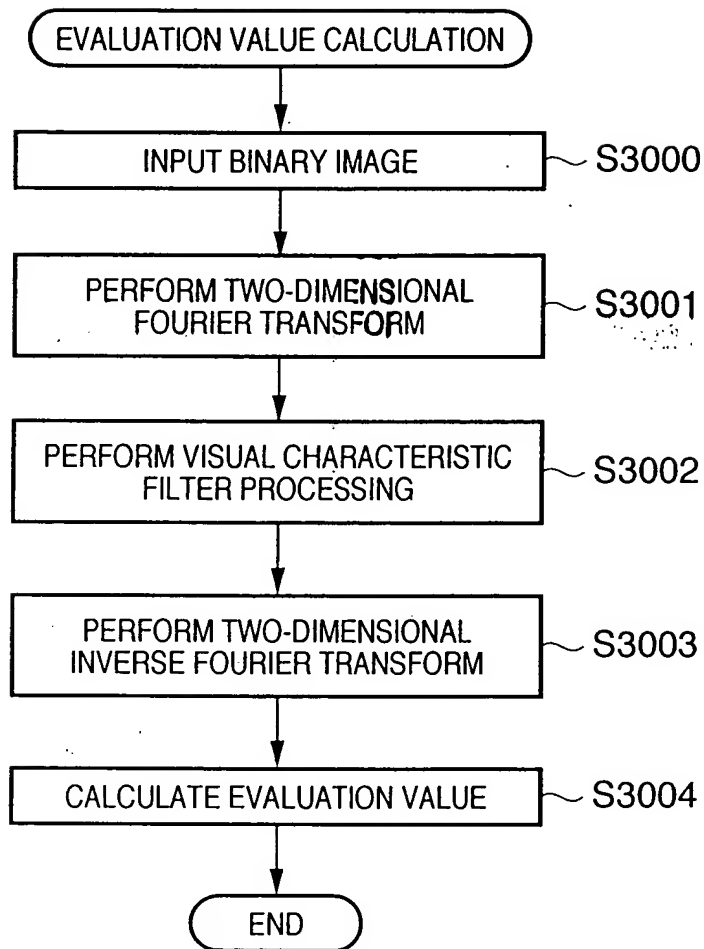 EVALUATION VALUE CALCULATION
INPUT BINARY IMAGE
S3000
PERFORM TWO-DIMENSIONAL
FOURIER TRANSFORM
S3001
PERFORM VISUAL CHARACTERISTIC
FILTER PROCESSING
S3002
PERFORM TWO-DIMENSIONAL
INVERSE FOURIER TRANSFORM
S3003
CALCULATE EVALUATION VALUE
S3004
END